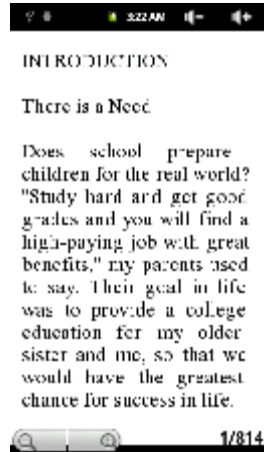 3:22 AM
INTRODUCTION
There is a Need
Does school prepare
children for the real world?
"Study hard and get good
grades and you will find a
high-paying job with great
benefits," my parents used
to say. Their goal in life
was to provide a college
education for my older
sister and me, so that we
would have the greatest
chance for success in life.
1/814